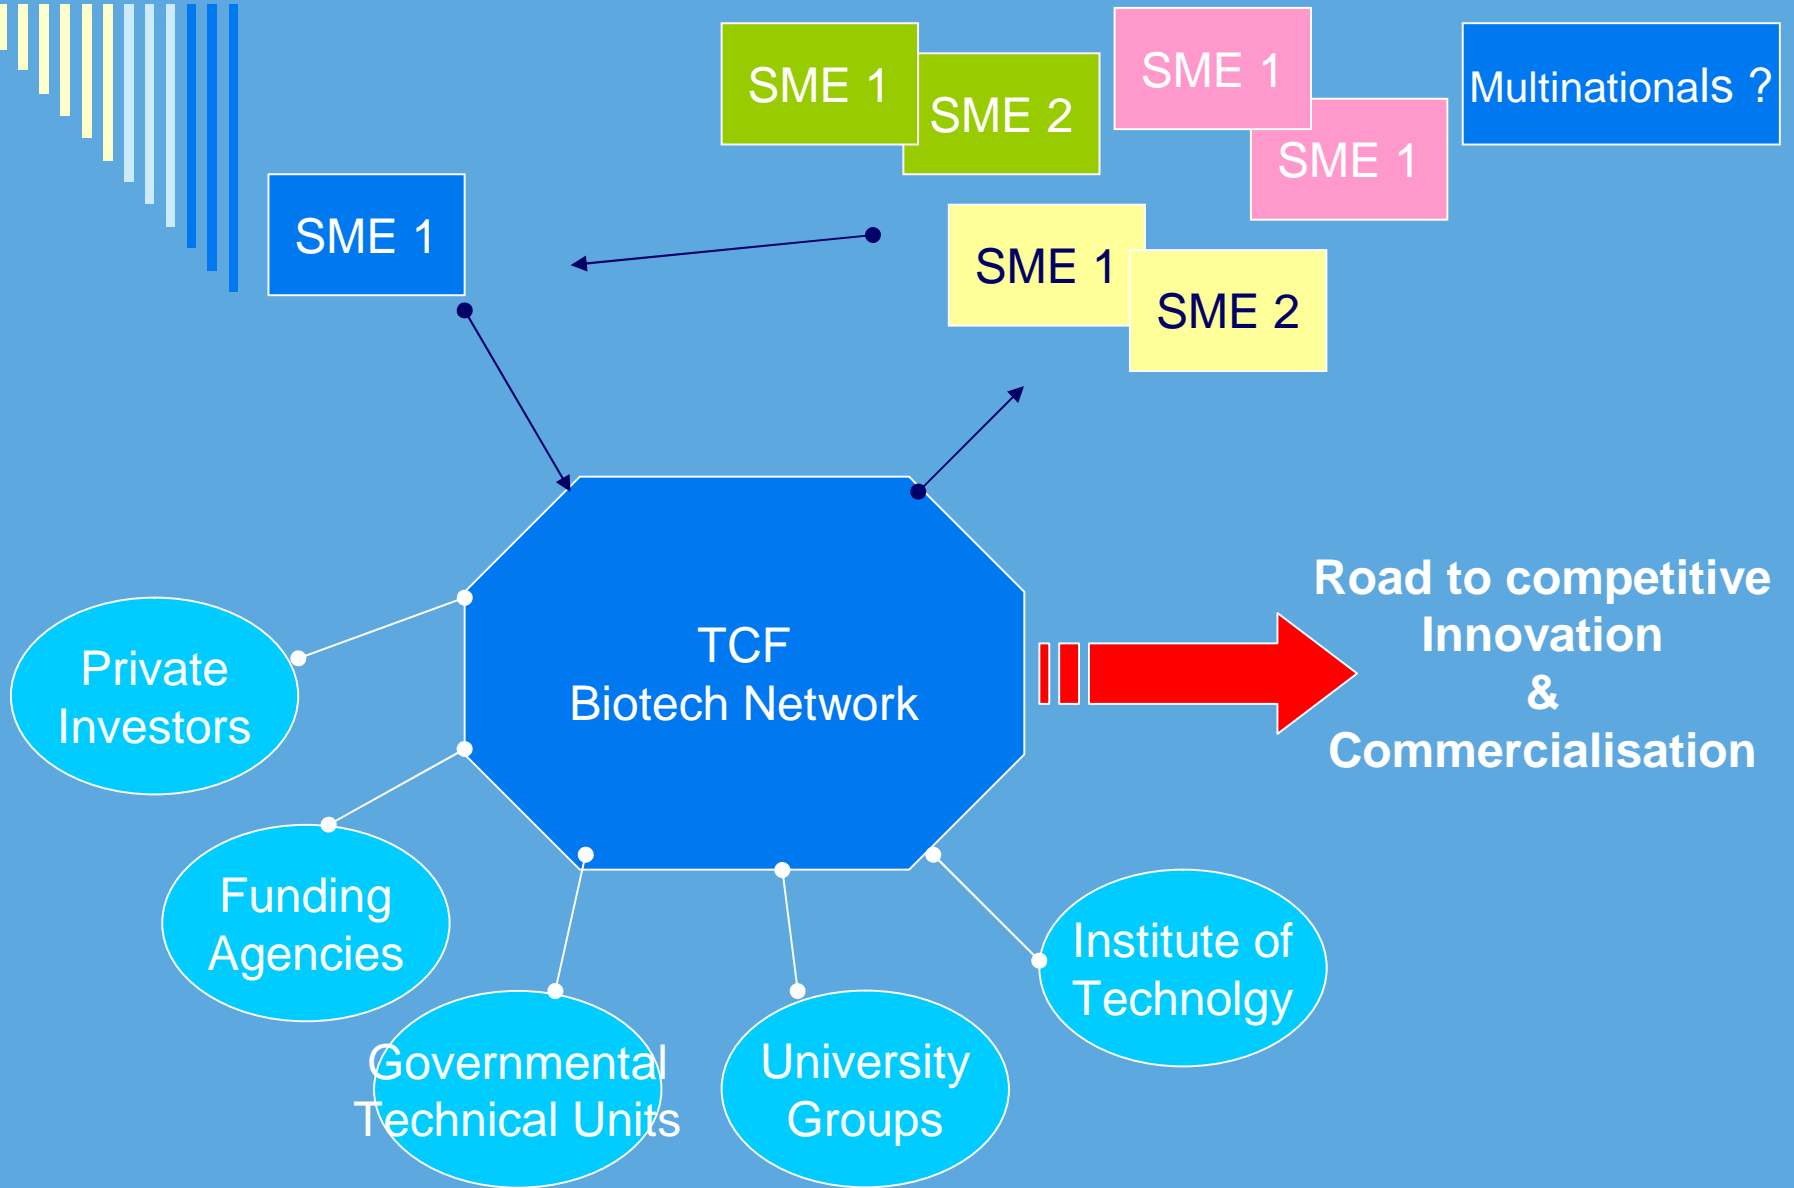 SME 1
SME 2
SME 1
SME 1
Multinationals ?
SME 1
SME 1
SME 2
TCF
Biotech Network
Road to competitive
Innovation
&
Commercialisation
Private
Investors
Funding
Agencies
Governmental
Technical Units
University
Groups
Institute of
Technolgy